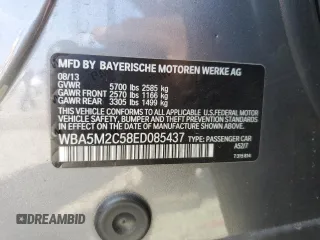 MFD BY BAYERISCHE MOTOREN WERKE AG
08/13
GVWR 5700 lbs 2585 kg
GAWR FRONT 2570 lbs 1166 kg
GAWR REAR 3305 lbs 1499 kg
THIS VEHICLE CONFORMS TO ALL APPLICABLE
FEDERAL MOTOR VEHICLE SAFETY, BUMPER, AND
THEFT PREVENTION STANDARDS IN EFFECT ON THE
DATE OF MANUFACTURE SHOWN ABOVE.
WBA5M2C58ED085437 TYPE: PASSENGER CAR
A52/7
DREAMBID